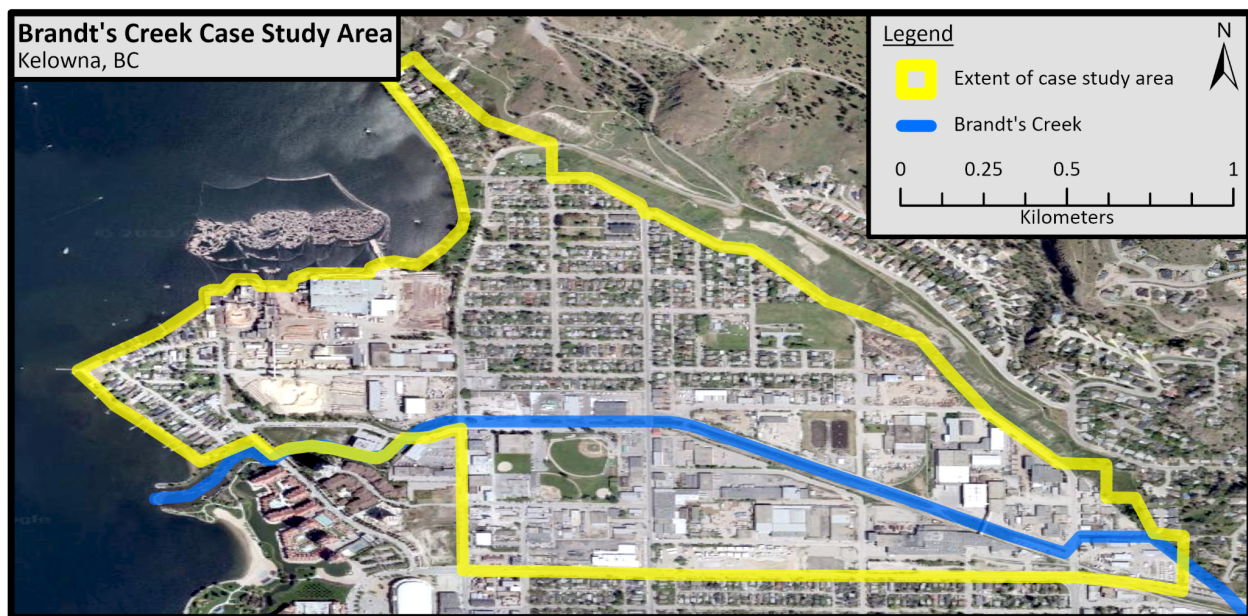 Brandt's Creek Case Study Area
Kelowna, BC
Legend
N
Extent of case study area
Brandt's Creek
0 0.25 0.5 1
Kilometers